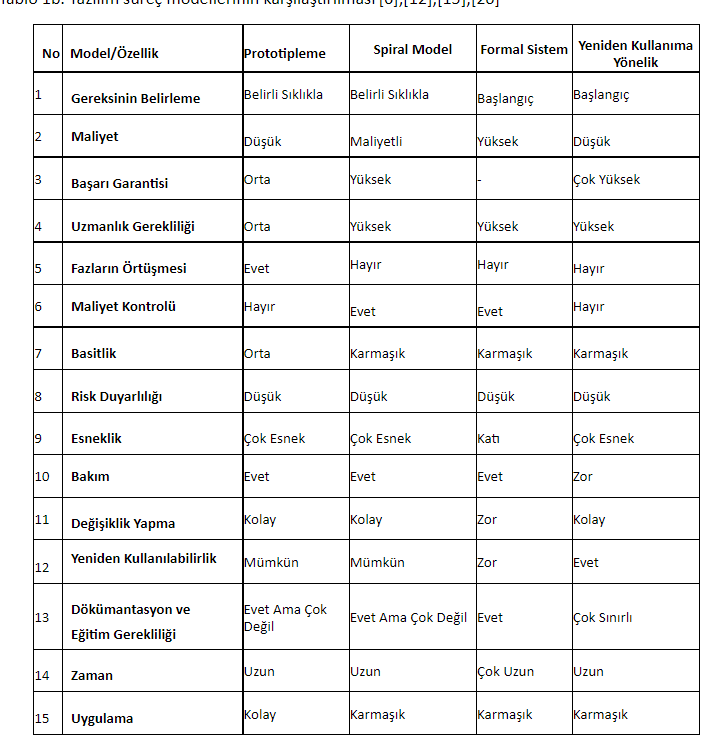 Tablo 1b. Yazılım süreç modellerinin karşılaştırılması [6],[12],[15],[20]
No Model/Özellik Prototipleme Spiral Model Formal Sistem Yeniden Kullanıma
Yönelik
1 Gereksinin Belirleme Belirli Sıklıkla Belirli Sıklıkla Başlangıç Başlangıç
2 Maliyet Düşük Maliyetli Yüksek Düşük
3 Başarı Garantisi Orta Yüksek - Çok Yüksek
4 Uzmanlık Gerekliliği Orta Yüksek Yüksek Yüksek
5 Fazların Örtüşmesi Evet Hayır Hayır Hayır
6 Maliyet Kontrolü Hayır Evet Evet Hayır
7 Basitlik Orta Karmaşık Karmaşık Karmaşık
8 Risk Duyarlılığı Düşük Düşük Düşük Düşük
9 Esneklik Çok Esnek Çok Esnek Katı Çok Esnek
10 Bakım Evet Evet Evet Zor
11 Değişiklik Yapma Kolay Kolay Zor Kolay
12 Yeniden Kullanılabilirlik Mümkün Mümkün Zor Evet
13 Dökümantasyon ve
Eğitim Gerekliliği Evet Ama Çok
Değil Evet Ama Çok Değil Evet Çok Sınırlı
14 Zaman Uzun Uzun Çok Uzun Uzun
15 Uygulama Kolay Karmaşık Karmaşık Karmaşık